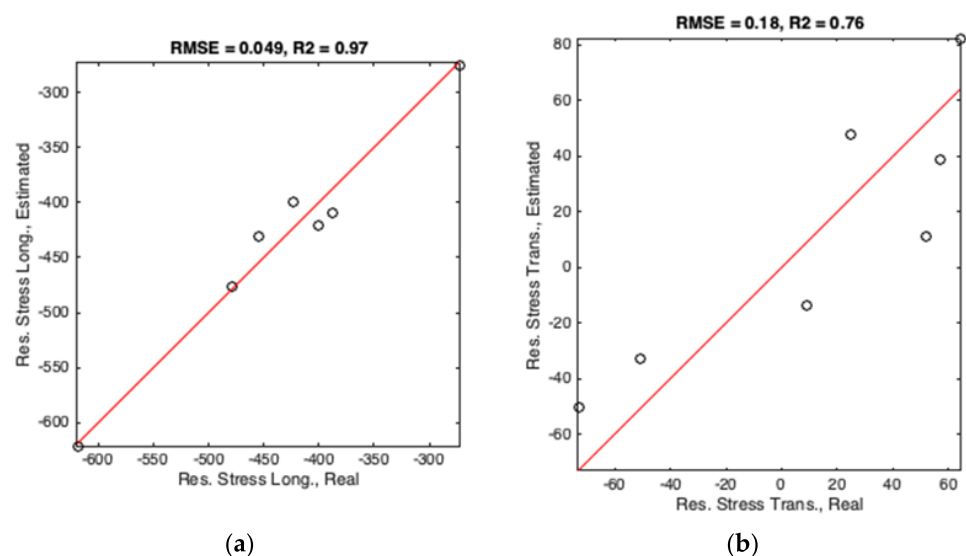 RMSE = 0.049, R2 = 0.97
Res. Stress Long., Estimated
-300
-350
-400
-450
-500
-550
-600
-600 -550 -500 -450 -400 -350 -300
Res. Stress Long., Real
(a)
RMSE = 0.18, R2 = 0.76
Res. Stress Trans., Estimated
80
60
40
20
0
-20
-40
-60
-60 -40 -20 0 20 40 60
Res. Stress Trans., Real
(b)